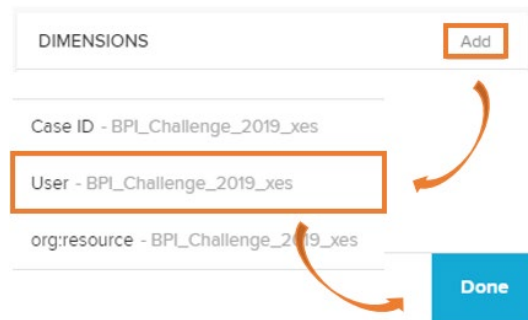 DIMENSIONS Add
Case ID - BPI_Challenge_2019_xes
User - BPI_Challenge_2019_xes
org:resource - BPI_Challenge_2019_xes
Done